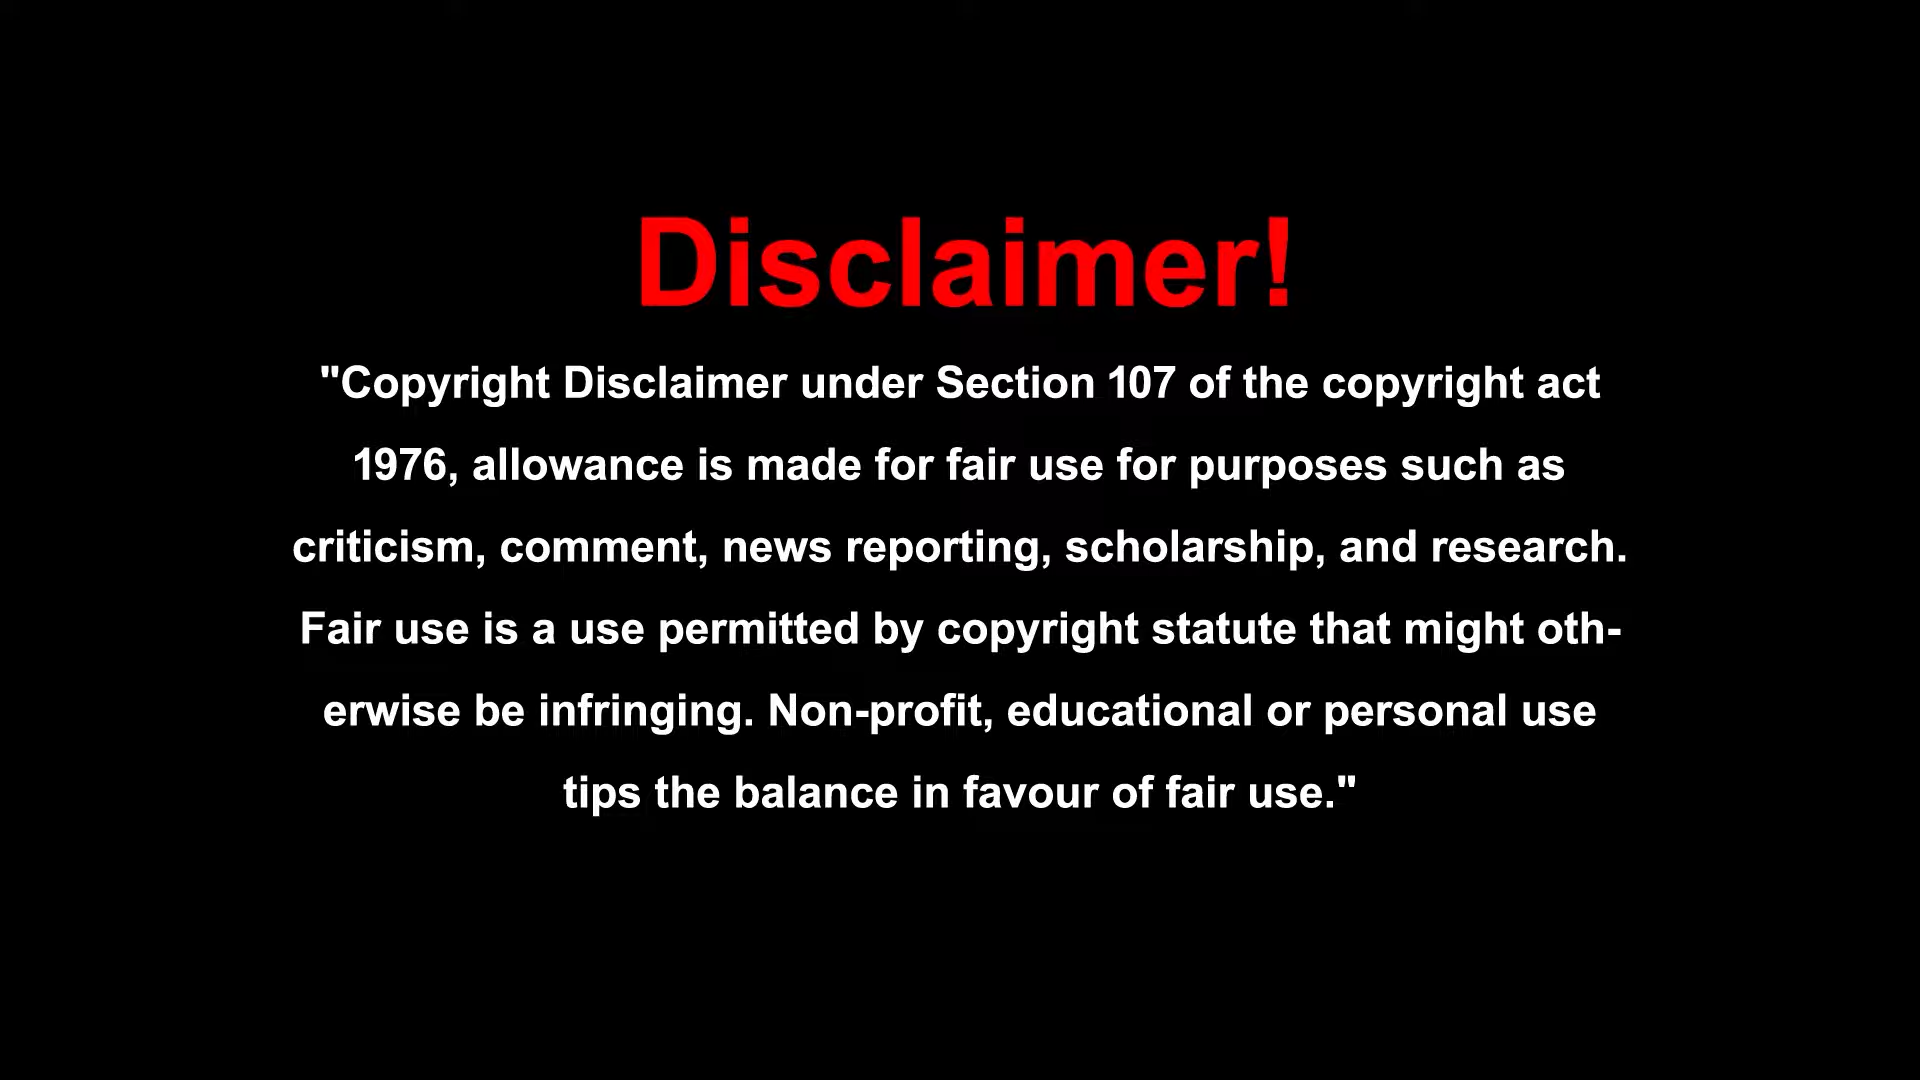 Disclaimer!
"Copyright Disclaimer under Section 107 of the copyright act
1976, allowance is made for fair use for purposes such as
criticism, comment, news reporting, scholarship, and research.
Fair use is a use permitted by copyright statute that might oth-
erwise be infringing. Non-profit, educational or personal use
tips the balance in favour of fair use."